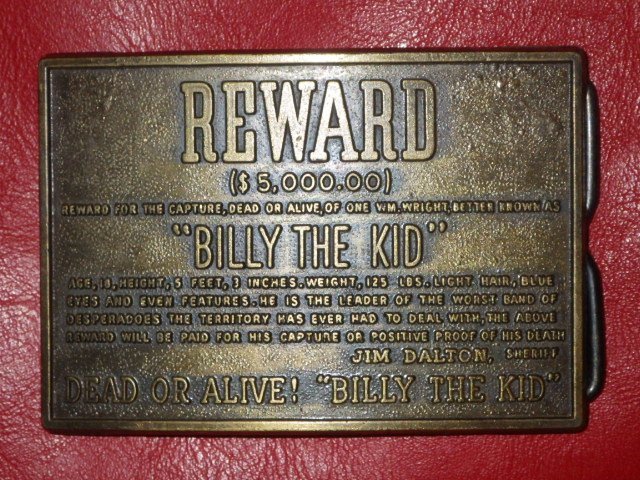 REWARD
($5,000.00)
REWARD FOR THE CAPTURE, DEAD OR ALIVE, OF ONE WM. WRIGHT, BETTER KNOWN AS
"BILLY THE KID"
AGE, 18, HEIGHT, 5 FEET, 3 INCHES. WEIGHT, 125 LBS. LIGHT HAIR, BLUE
EYES AND EVEN FEATURES. HE IS THE LEADER OF THE WORST BAND OF
DESPERADOES THE TERRITORY HAS EVER HAD TO DEAL WITH. THE ABOVE
REWARD WILL BE PAID FOR HIS CAPTURE OR POSITIVE PROOF OF HIS DEATH
JIM DALTON, SHERIFF
DEAD OR ALIVE! "BILLY THE KID"